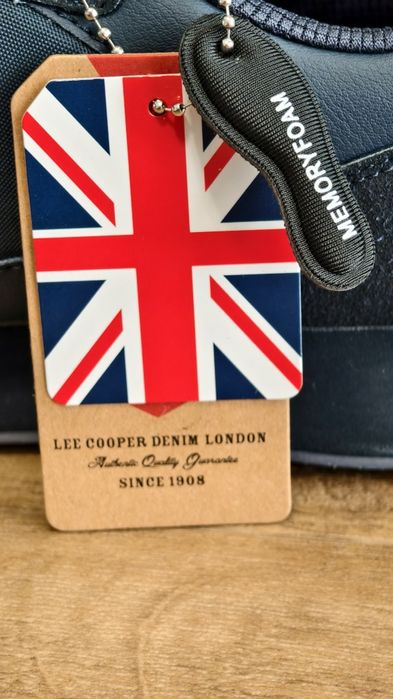 MEMORYFOAM
LEE COOPER DENIM LONDON
Authentic Quality Guarantee
SINCE 1908